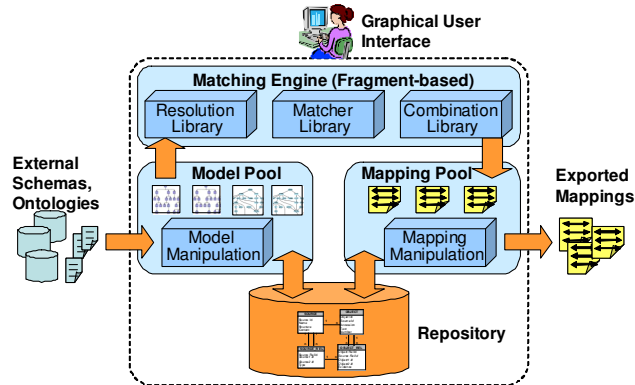 Graphical User
Interface
Matching Engine (Fragment-based)
Resolution
Library
Matcher
Library
Combination
Library
External
Schemas,
Ontologies
Model Pool
Mapping Pool
Exported
Mappings
Model
Manipulation
Mapping
Manipulation
Repository